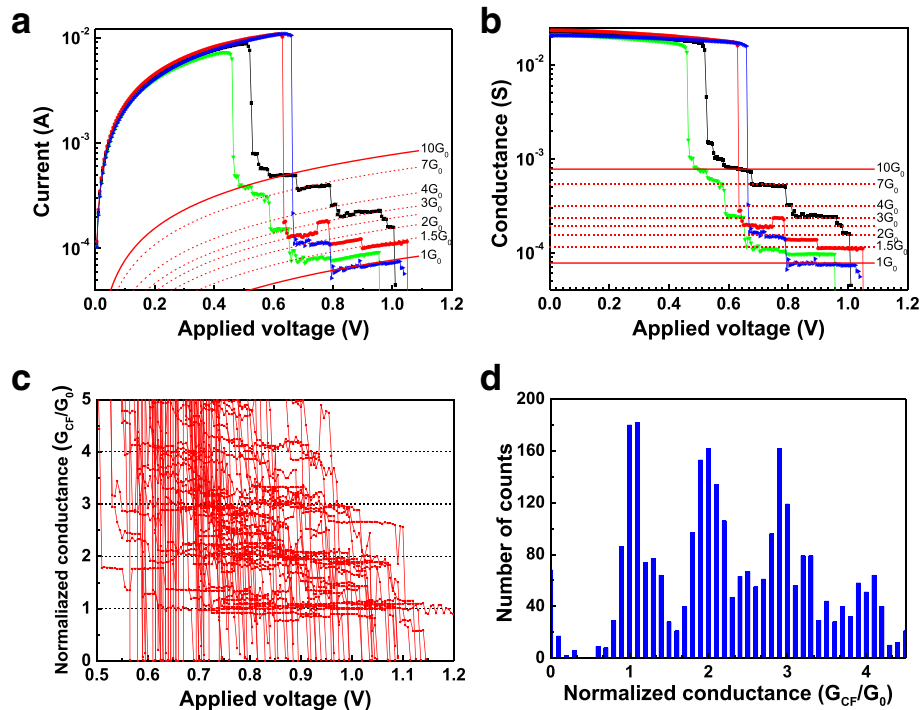 a
b
Current (A)
10⁻²
10⁻³
10⁻⁴
10G₀
7G₀
4G₀
3G₀
2G₀
1.5G₀
1G₀
0.0 0.2 0.4 0.6 0.8 1.0 1.2
Applied voltage (V)
Conductance (S)
10⁻²
10⁻³
10⁻⁴
10G₀
7G₀
4G₀
3G₀
2G₀
1.5G₀
1G₀
0.0 0.2 0.4 0.6 0.8 1.0 1.2
Applied voltage (V)
c
d
Normaliazed conductance (G_CF/G₀)
5
4
3
2
1
0
0.5 0.6 0.7 0.8 0.9 1.0 1.1 1.2
Applied voltage (V)
Number of counts
200
160
120
80
40
0
0 1 2 3 4
Normalized conductance (G_CF/G₀)